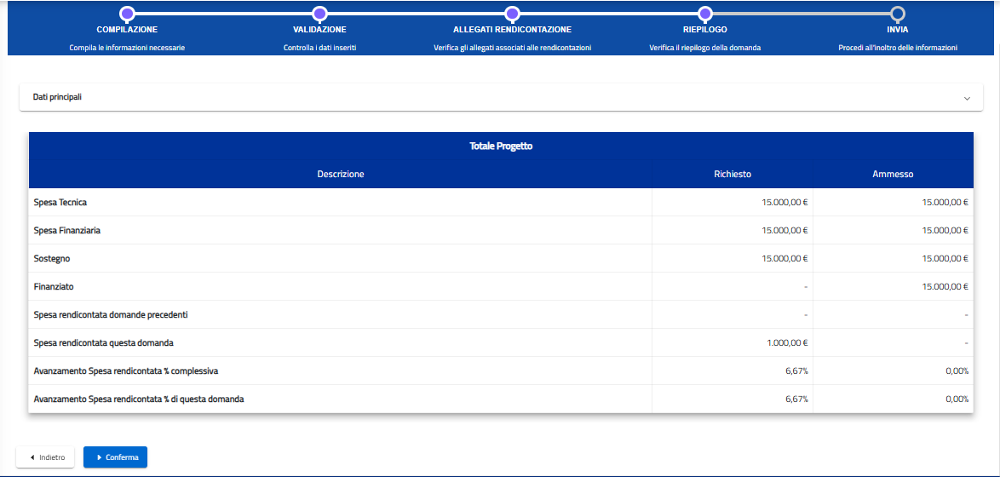 COMPILAZIONE VALIDAZIONE ALLEGATI RENDICONTAZIONE RIEPILOGO INVIA
Compila le informazioni necessarie Controlla i dati inseriti Verifica gli allegati associati alle rendicontazioni Verifica il riepilogo della domanda Procedi all'inoltro delle informazioni
Dati principali
Totale Progetto
Descrizione Richiesto Ammesso
Spesa Tecnica 15.000,00 € 15.000,00 €
Spesa Finanziaria 15.000,00 € 15.000,00 €
Sostegno 15.000,00 € 15.000,00 €
Finanziato - 15.000,00 €
Spesa rendicontata domande precedenti - -
Spesa rendicontata questa domanda 1.000,00 € -
Avanzamento Spesa rendicontata % complessiva 6,67% 0,00%
Avanzamento Spesa rendicontata % di questa domanda 6,67% 0,00%
Indietro Conferma